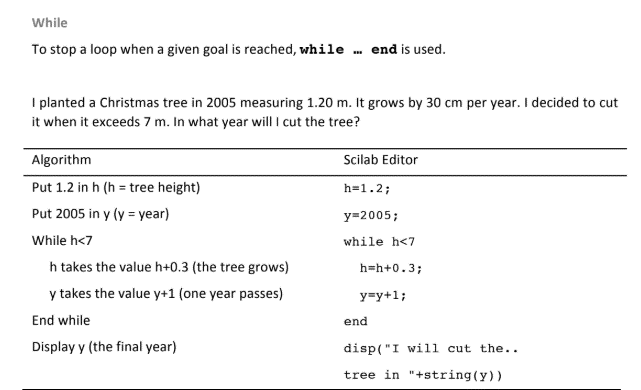 While
To stop a loop when a given goal is reached, while … end is used.
I planted a Christmas tree in 2005 measuring 1.20 m. It grows by 30 cm per year. I decided to cut
it when it exceeds 7 m. In what year will I cut the tree?
Algorithm Scilab Editor
Put 1.2 in h (h = tree height) h=1.2;
Put 2005 in y (y = year) y=2005;
While h<7 while h<7
h takes the value h+0.3 (the tree grows) h=h+0.3;
y takes the value y+1 (one year passes) y=y+1;
End while end
Display y (the final year) disp("I will cut the..
tree in "+string(y))